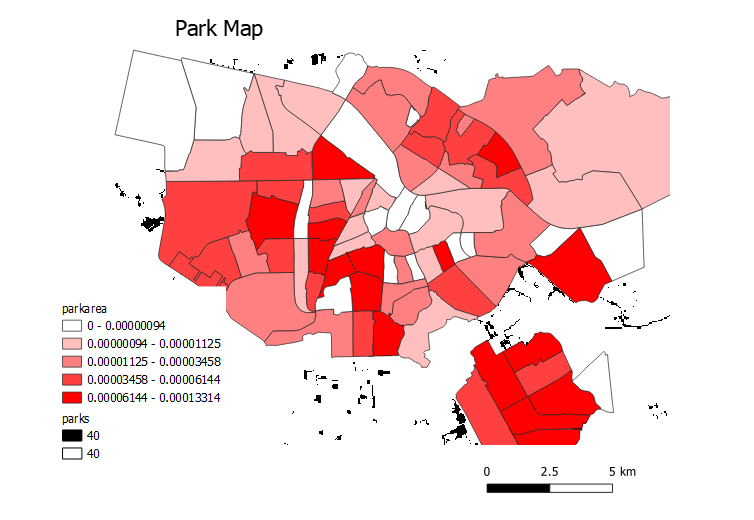 Park Map
parkarea
0 - 0.00000094
0.00000094 - 0.00001125
0.00001125 - 0.00003458
0.00003458 - 0.00006144
0.00006144 - 0.00013314
parks
40
40
0 2.5 5 km